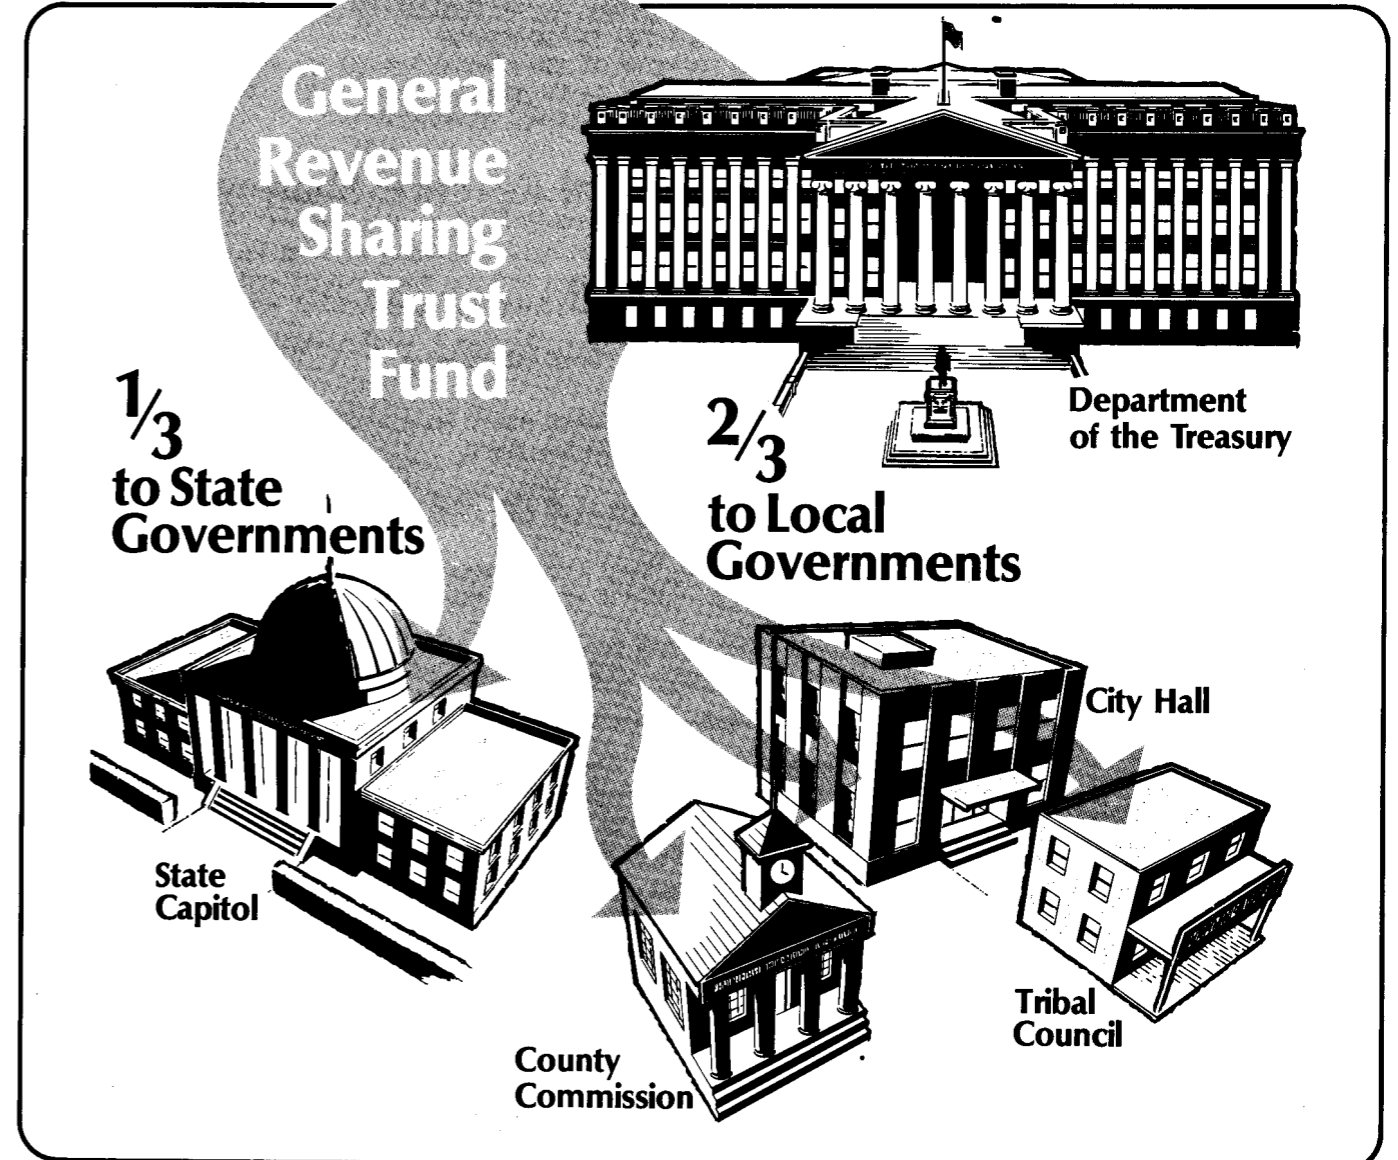 General
Revenue
Sharing
Trust
Fund
Department
of the Treasury
1/3
to State
Governments
2/3
to Local
Governments
City Hall
State
Capitol
Tribal
Council
County
Commission